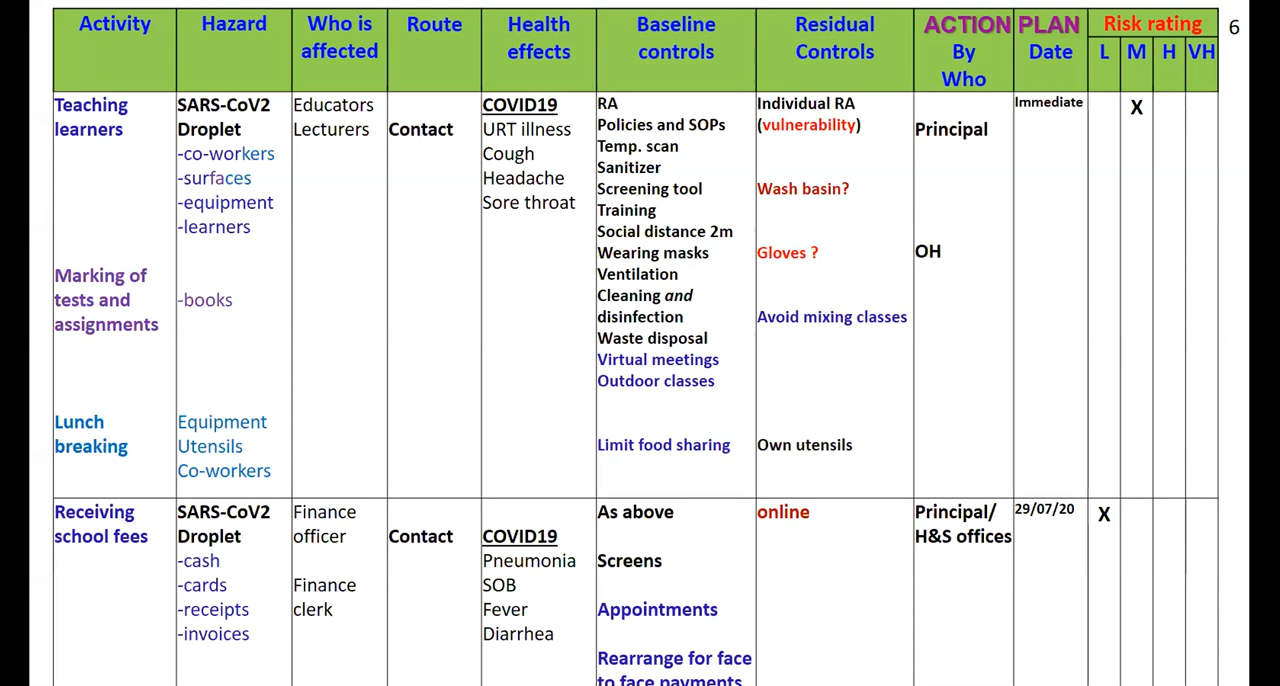 Activity
Hazard
Who is
affected
Route
Health
effects
Baseline
controls
Residual
Controls
ACTION PLAN
By
Who
Date
Risk rating
L M H VH
6
Teaching
learners
Marking of
tests and
assignments
Lunch
breaking
SARS-CoV2
Droplet
-co-workers
-surfaces
-equipment
-learners
-books
Equipment
Utensils
Co-workers
Educators
Lecturers
Contact
COVID19
URT illness
Cough
Headache
Sore throat
RA
Policies and SOPs
Temp. scan
Sanitizer
Screening tool
Training
Social distance 2m
Wearing masks
Ventilation
Cleaning and
disinfection
Waste disposal
Virtual meetings
Outdoor classes
Limit food sharing
Individual RA
(vulnerability)
Wash basin?
Gloves ?
Avoid mixing classes
Own utensils
Principal
OH
Immediate
X
Receiving
school fees
SARS-CoV2
Droplet
-cash
-cards
-receipts
-invoices
Finance
officer
Finance
clerk
Contact
COVID19
Pneumonia
SOB
Fever
Diarrhea
As above
Screens
Appointments
Rearrange for face
to face payments
online
Principal/
H&S offices
29/07/20
X